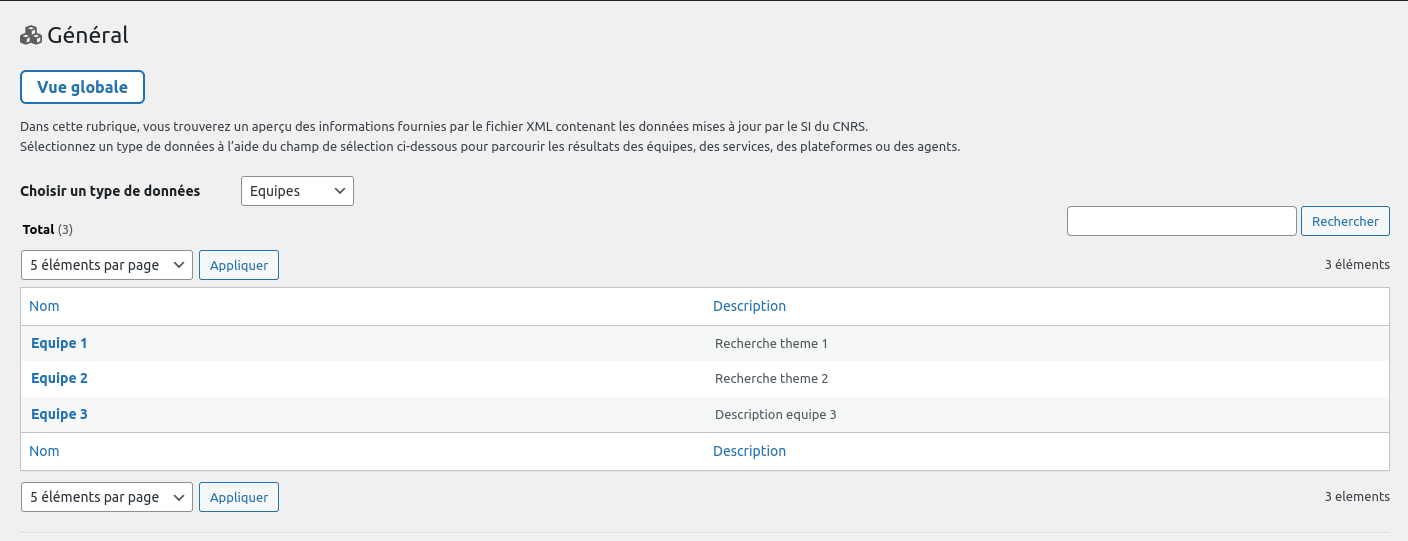 Général
Vue globale
Dans cette rubrique, vous trouverez un aperçu des informations fournies par le fichier XML contenant les données mises à jour par le SI du CNRS.
Sélectionnez un type de données à l’aide du champ de sélection ci-dessous pour parcourir les résultats des équipes, des services, des plateformes ou des agents.
Choisir un type de données Equipes
Rechercher
Total (3)
5 éléments par page Appliquer 3 éléments
Nom Description
Equipe 1 Recherche theme 1
Equipe 2 Recherche theme 2
Equipe 3 Description equipe 3
Nom Description
5 éléments par page Appliquer 3 elements